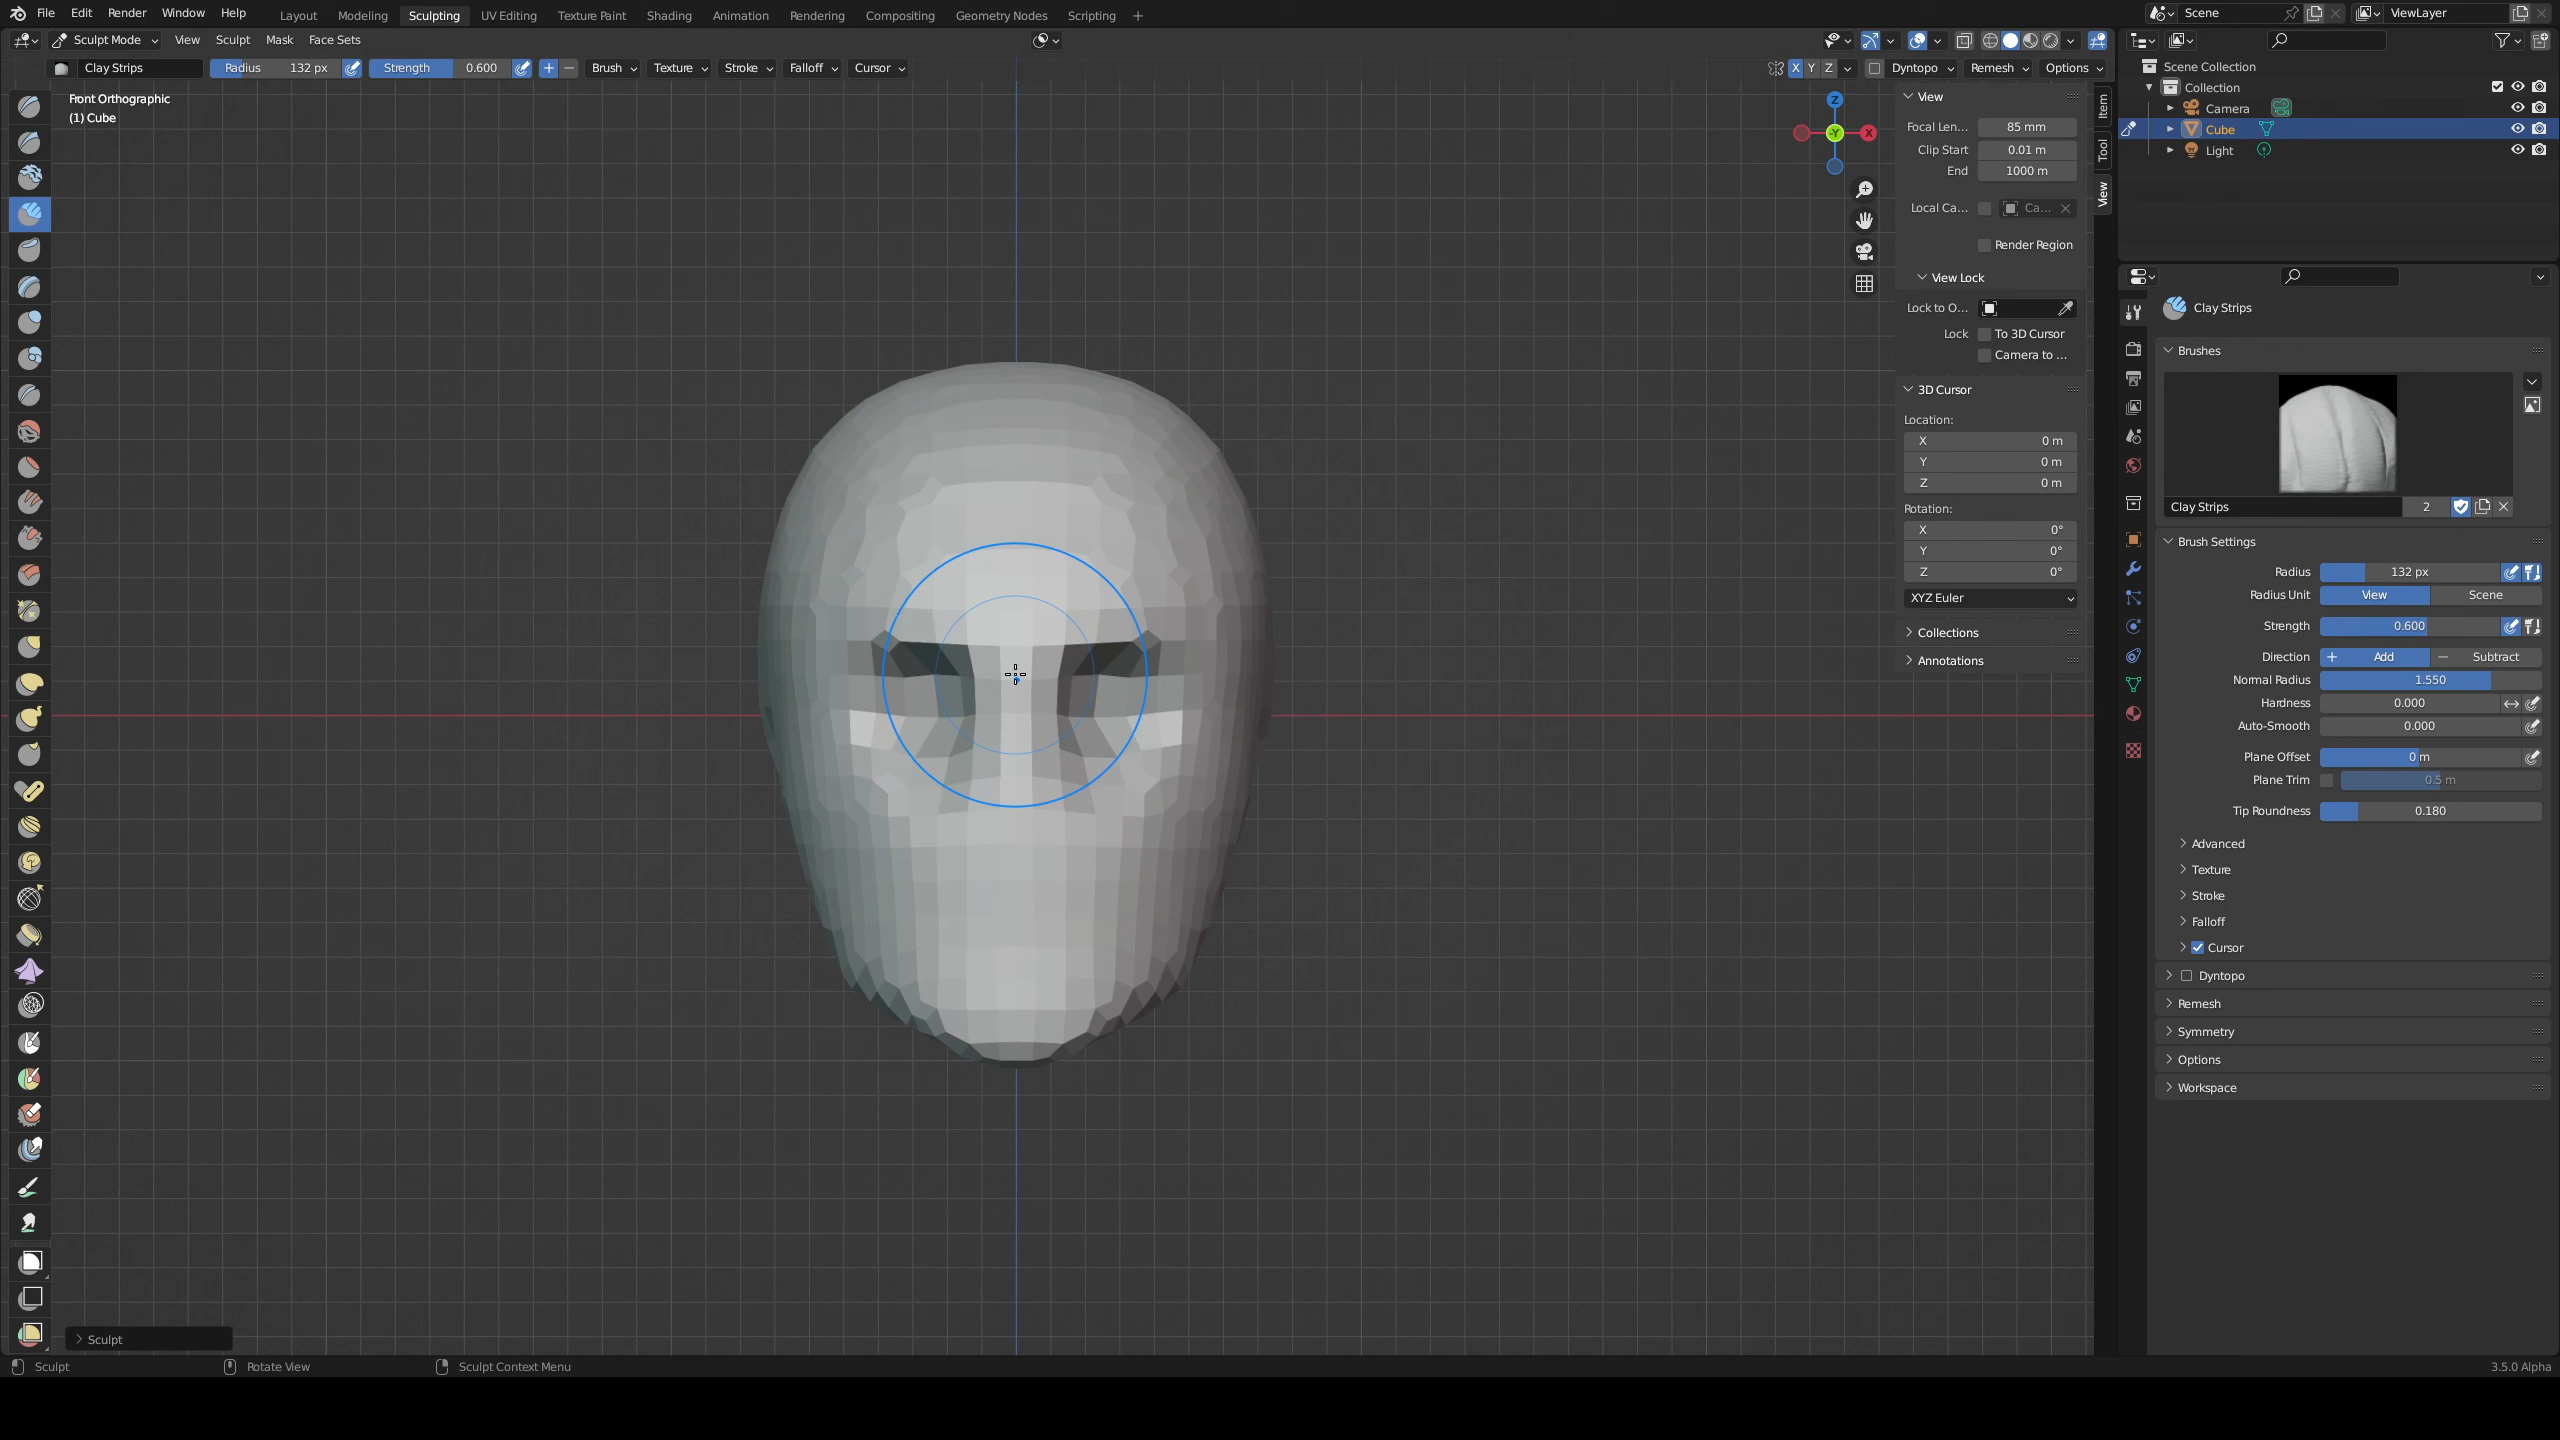 File Edit Render Window Help Layout Modeling Sculpting UV Editing Texture Paint Shading Animation Rendering Compositing Geometry Nodes Scripting + Scene ViewLayer
Sculpt Mode View Sculpt Mask Face Sets
Clay Strips Radius 132 px Strength 0.600 + − Brush Texture Stroke Falloff Cursor X Y Z Dyntopo Remesh Options
Front Orthographic
(1) Cube
Z
-Y
X
View
Focal Len... 85 mm
Clip Start 0.01 m
End 1000 m
Local Ca... Ca...
Render Region
View Lock
Lock to O...
Lock To 3D Cursor
Camera to ...
3D Cursor
Location:
X 0 m
Y 0 m
Z 0 m
Rotation:
X 0°
Y 0°
Z 0°
XYZ Euler
Collections
Annotations
Item
Tool
View
Scene Collection
Collection
Camera
Cube
Light
Clay Strips
Brushes
Clay Strips 2
Brush Settings
Radius 132 px
Radius Unit View Scene
Strength 0.600
Direction + Add − Subtract
Normal Radius 1.550
Hardness 0.000
Auto-Smooth 0.000
Plane Offset 0 m
Plane Trim 0.5 m
Tip Roundness 0.180
Advanced
Texture
Stroke
Falloff
Cursor
Dyntopo
Remesh
Symmetry
Options
Workspace
Sculpt
Sculpt Rotate View Sculpt Context Menu 3.5.0 Alpha